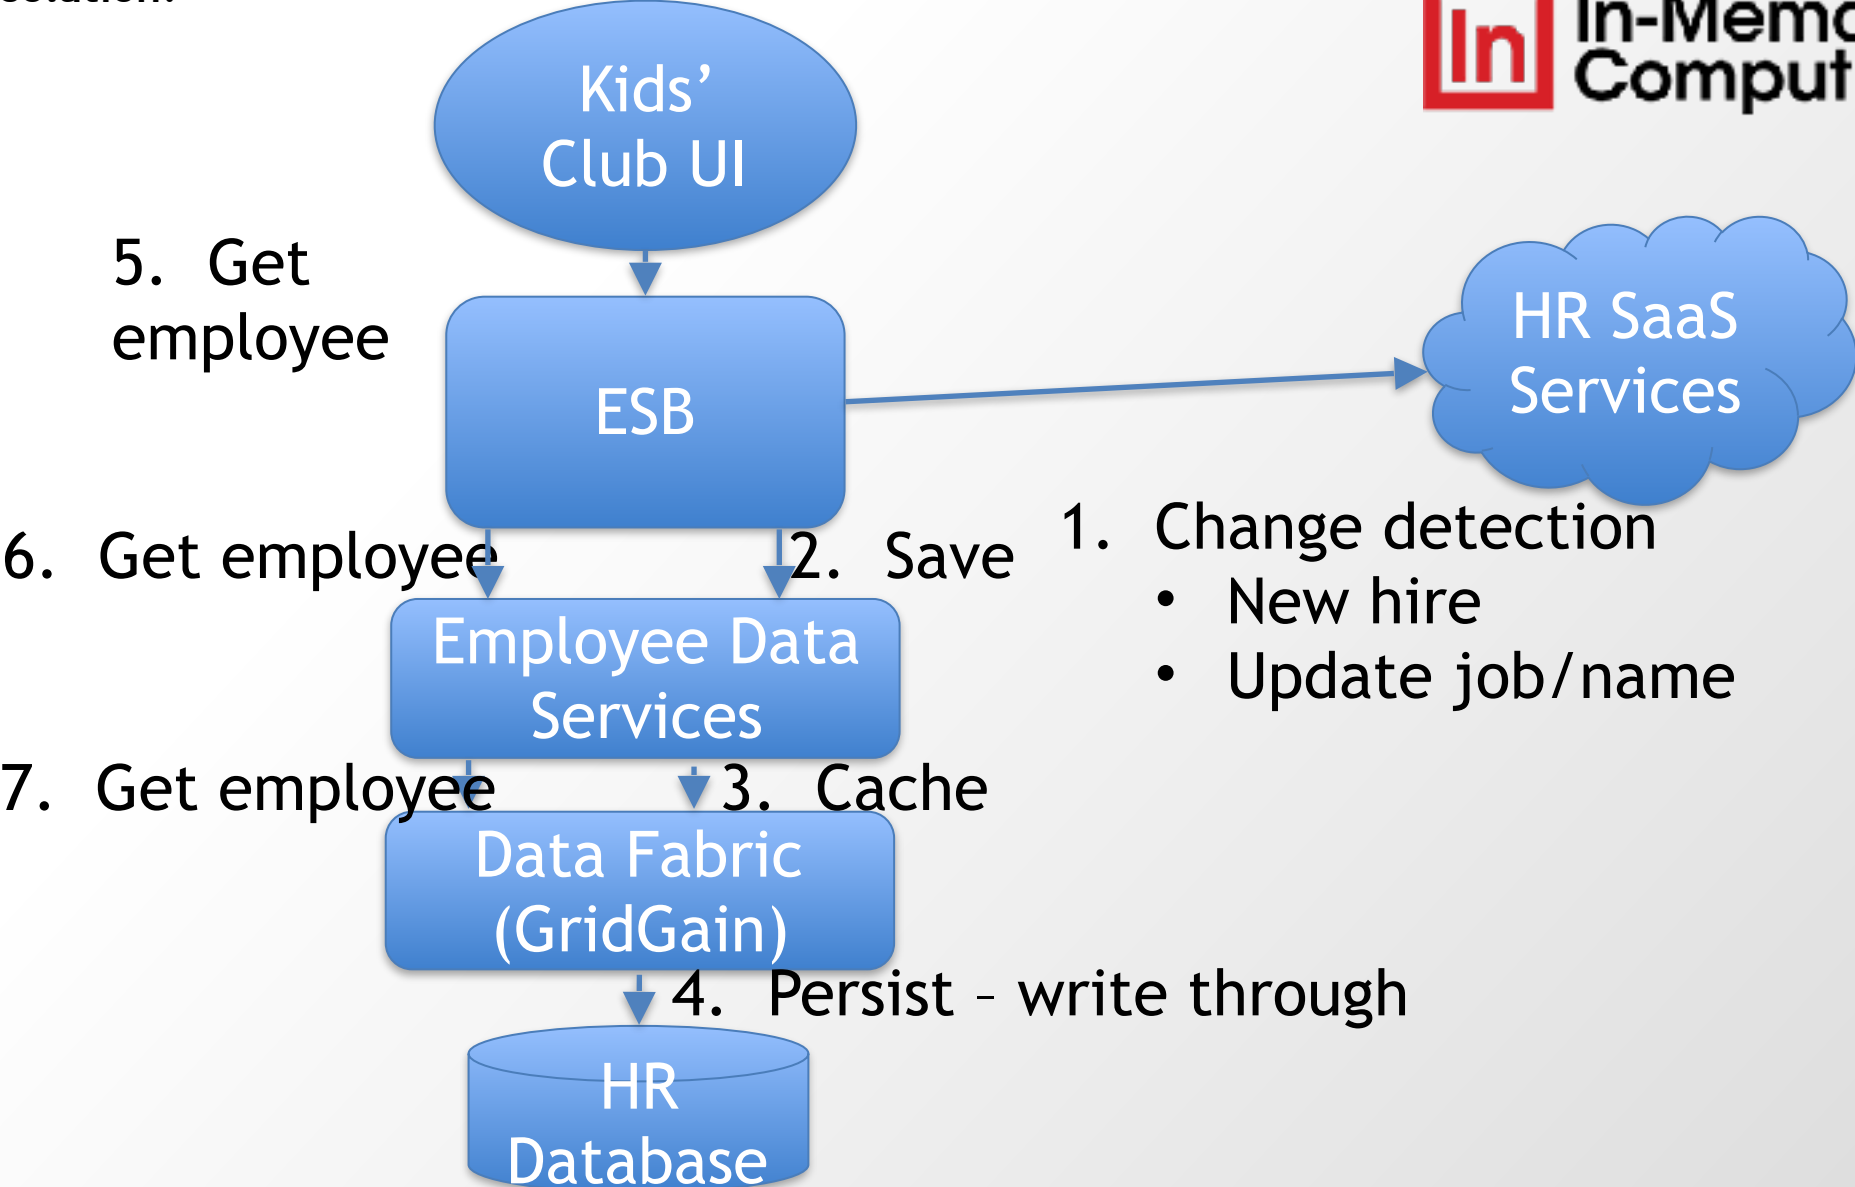 Kids’
Club UI
5. Get
employee
ESB
HR SaaS
Services
6. Get employee
2. Save
1. Change detection
• New hire
• Update job/name
Employee Data
Services
7. Get employee
3. Cache
Data Fabric
(GridGain)
4. Persist – write through
HR
Database
In